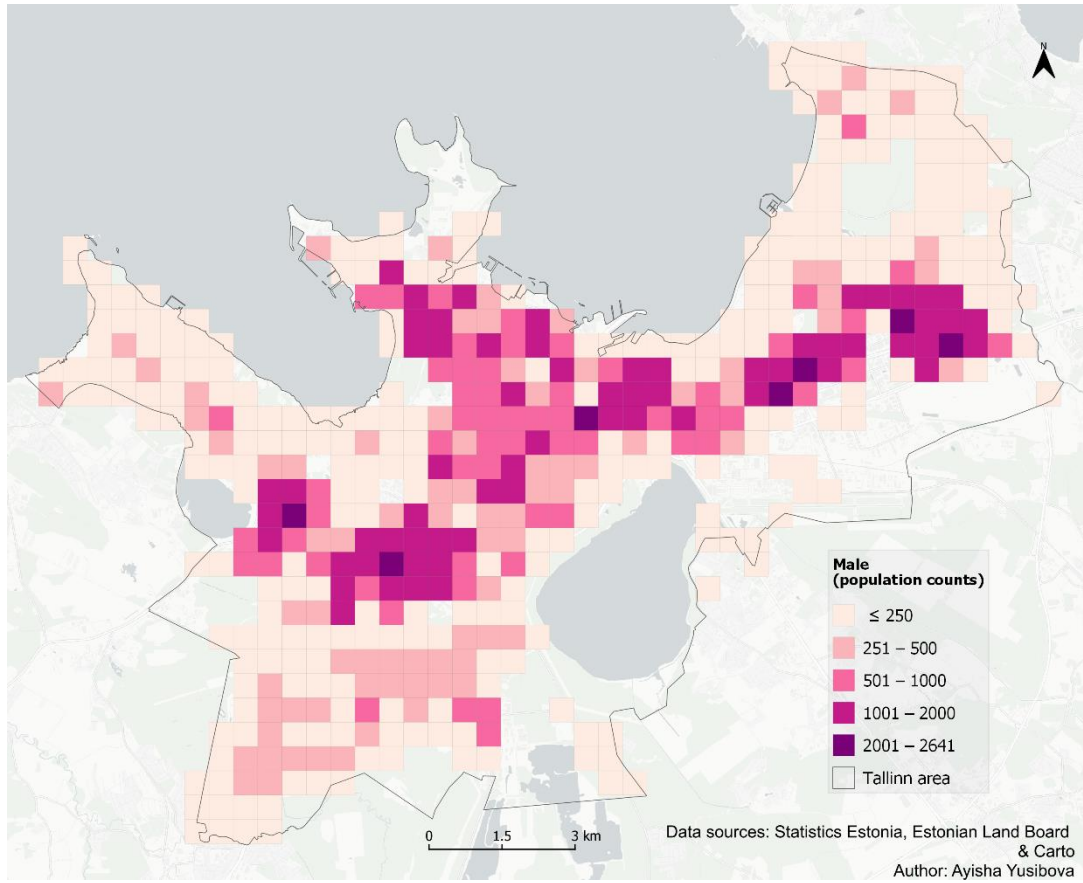 N
Male
(population counts)
≤ 250
251 – 500
501 – 1000
1001 – 2000
2001 – 2641
Tallinn area
0 1.5 3 km
Data sources: Statistics Estonia, Estonian Land Board
& Carto
Author: Ayisha Yusibova